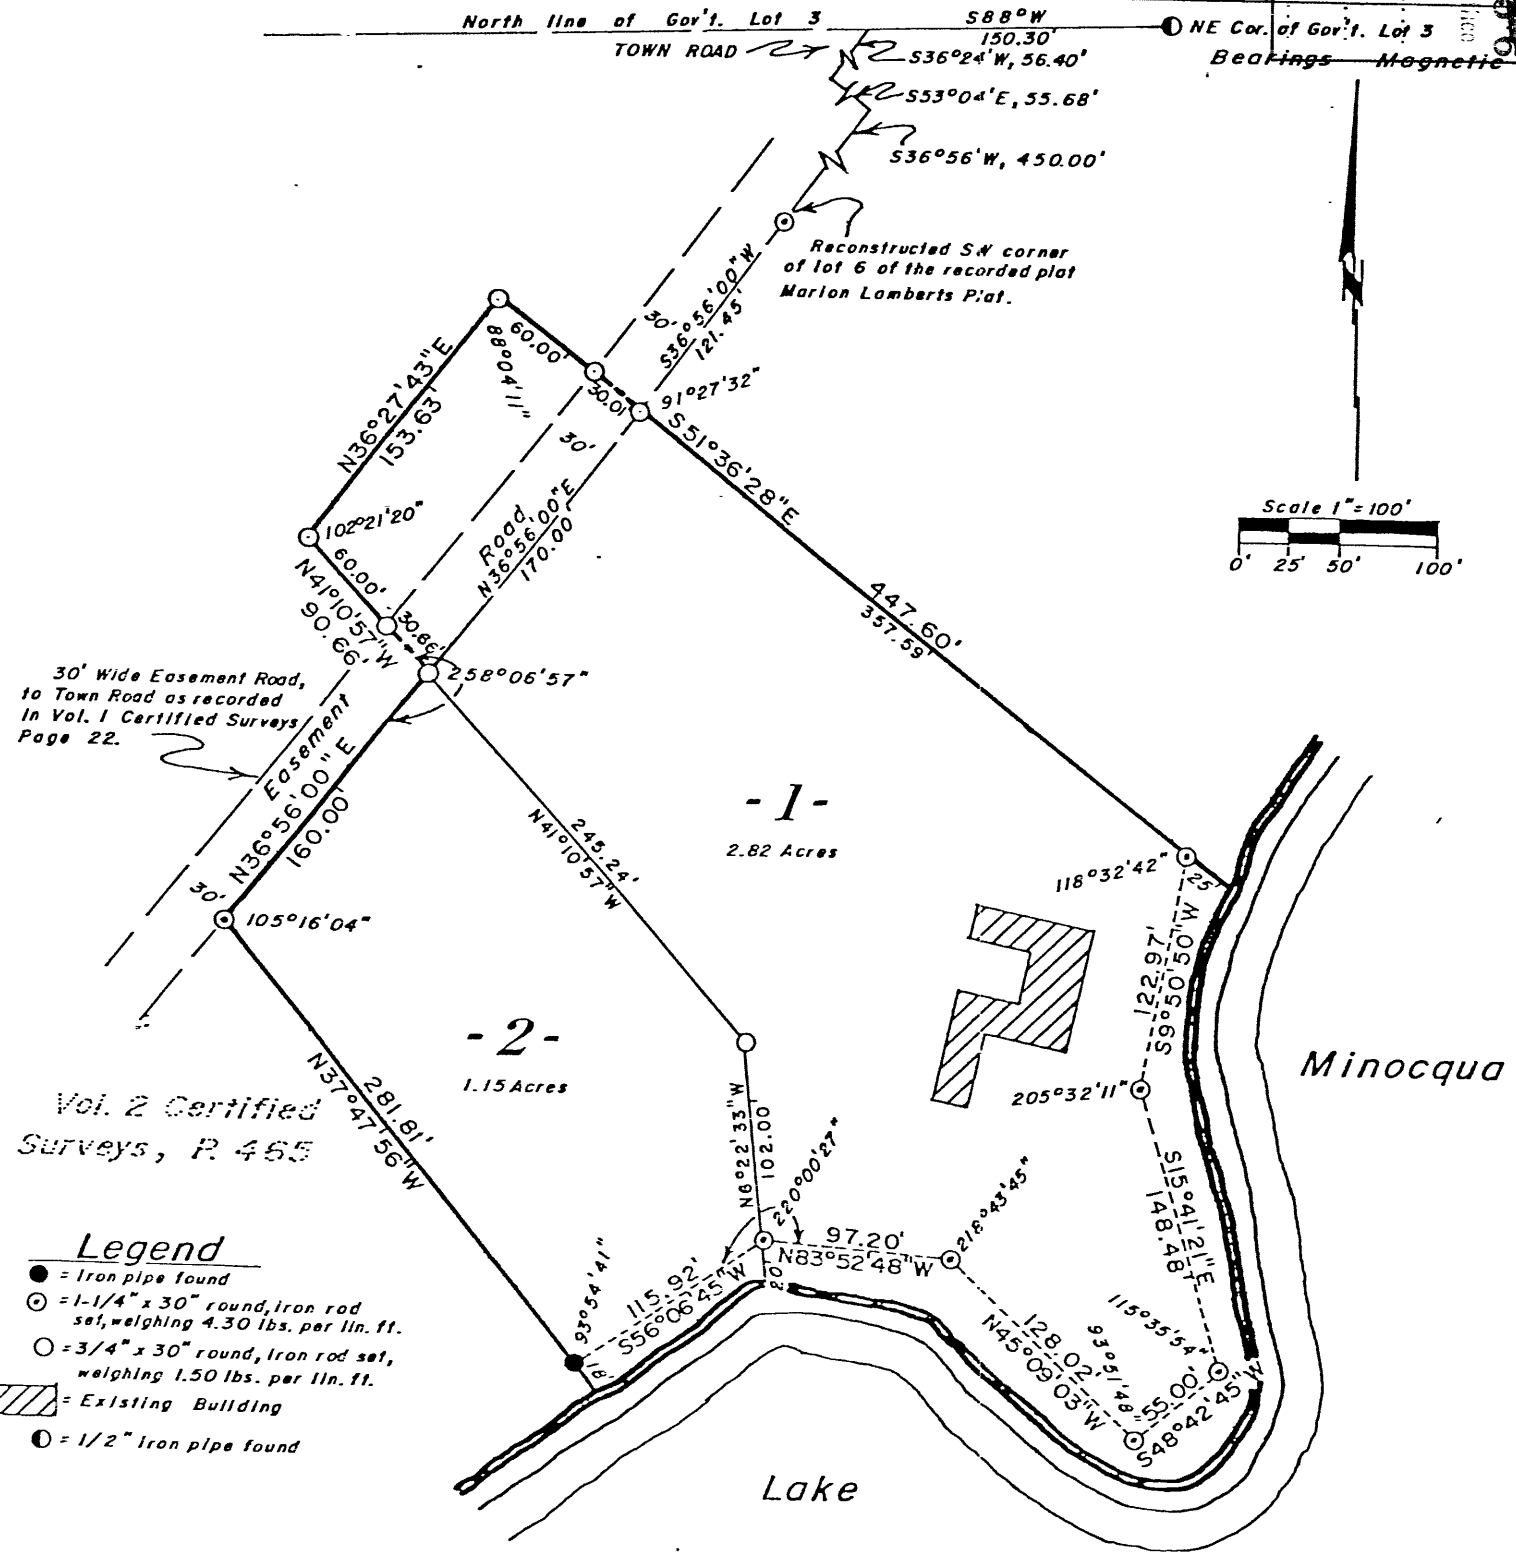 North line of Gov't. Lot 3
S88°W
150.30'
NE Cor. of Gov't. Lot 3
TOWN ROAD
S36°24'W, 56.40'
Bearings Magnetic
S53°04'E, 55.68'
S36°56'W, 450.00'
Reconstructed SW corner
of lot 6 of the recorded plat
Marion Lamberts Plat.
S36°56'00"W
121.45'
30'
60.00'
88°04'11"
N36°27'43"E
153.63'
30.01'
91°27'32"
30'
S51°36'28"E
447.60'
357.59'
Scale 1"=100'
0' 25' 50' 100'
102°21'20"
60.00'
N41°10'57"W
90.66'
30.66'
Road
N36°56'00"E
170.00'
258°06'57"
30' Wide Easement Road,
to Town Road as recorded
in Vol. 1 Certified Surveys
Page 22.
Easement
N36°56'00"E
160.00'
30'
105°16'04"
245.24'
N41°10'57"W
-1-
2.82 Acres
118°32'42"
25'
122.97'
S9°50'50"W
205°32'11"
Minocqua
-2-
1.15 Acres
281.81'
N37°47'56"W
Vol. 2 Certified
Surveys, P. 465
N6°22'33"W
102.00'
220°00'27"
218°43'45"
S15°41'21"E
148.48'
97.20'
N83°52'48"W
20'
115.92'
S56°06'45"W
93°54'41"
18'
128.02'
N45°09'03"W
115°35'54"
93°51'48"
55.00'
S48°42'45"W
Legend
= Iron pipe found
= 1-1/4" x 30" round, iron rod
set, weighing 4.30 lbs. per lin. ft.
= 3/4" x 30" round, iron rod set,
weighing 1.50 lbs. per lin. ft.
= Existing Building
= 1/2" iron pipe found
Lake